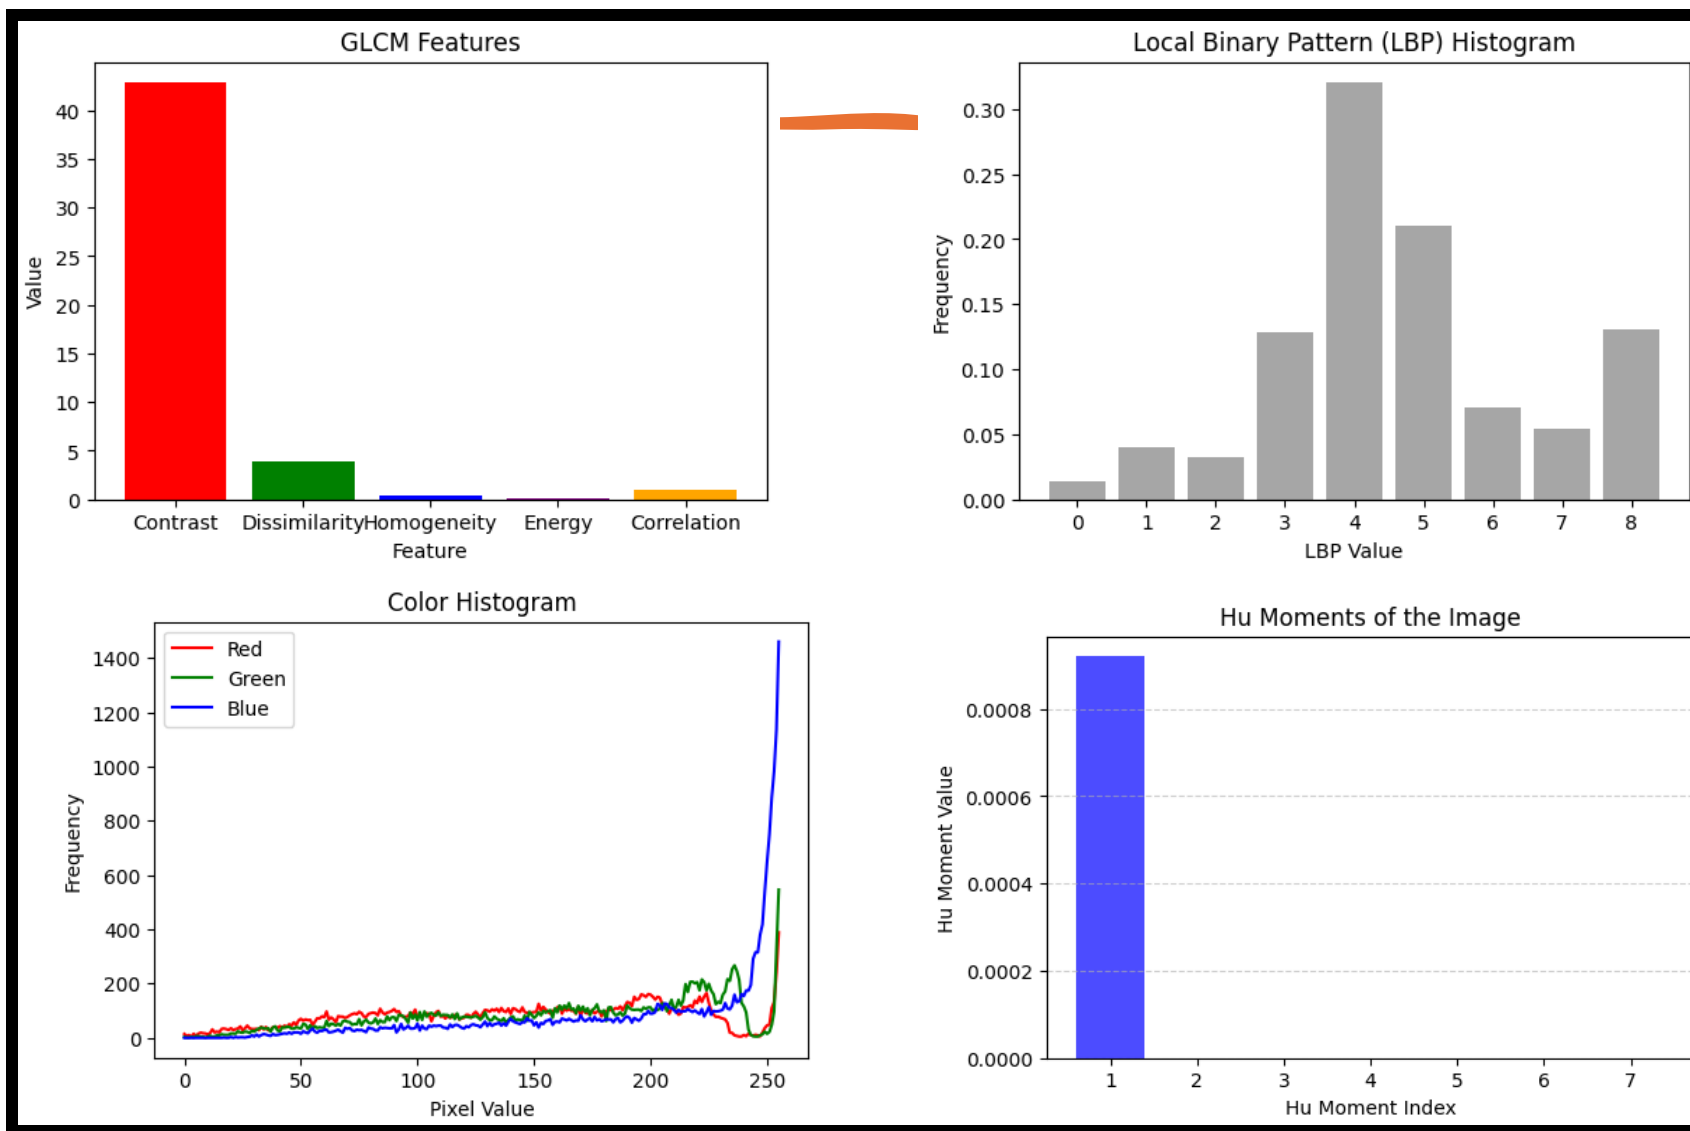 GLCM Features
40
35
30
25
20
15
10
5
0
Value
Contrast Dissimilarity Homogeneity Energy Correlation
Feature
Local Binary Pattern (LBP) Histogram
0.30
0.25
0.20
0.15
0.10
0.05
0.00
Frequency
0 1 2 3 4 5 6 7 8
LBP Value
Color Histogram
Red
Green
Blue
1400
1200
1000
800
600
400
200
0
Frequency
0 50 100 150 200 250
Pixel Value
Hu Moments of the Image
0.0008
0.0006
0.0004
0.0002
0.0000
Hu Moment Value
1 2 3 4 5 6 7
Hu Moment Index